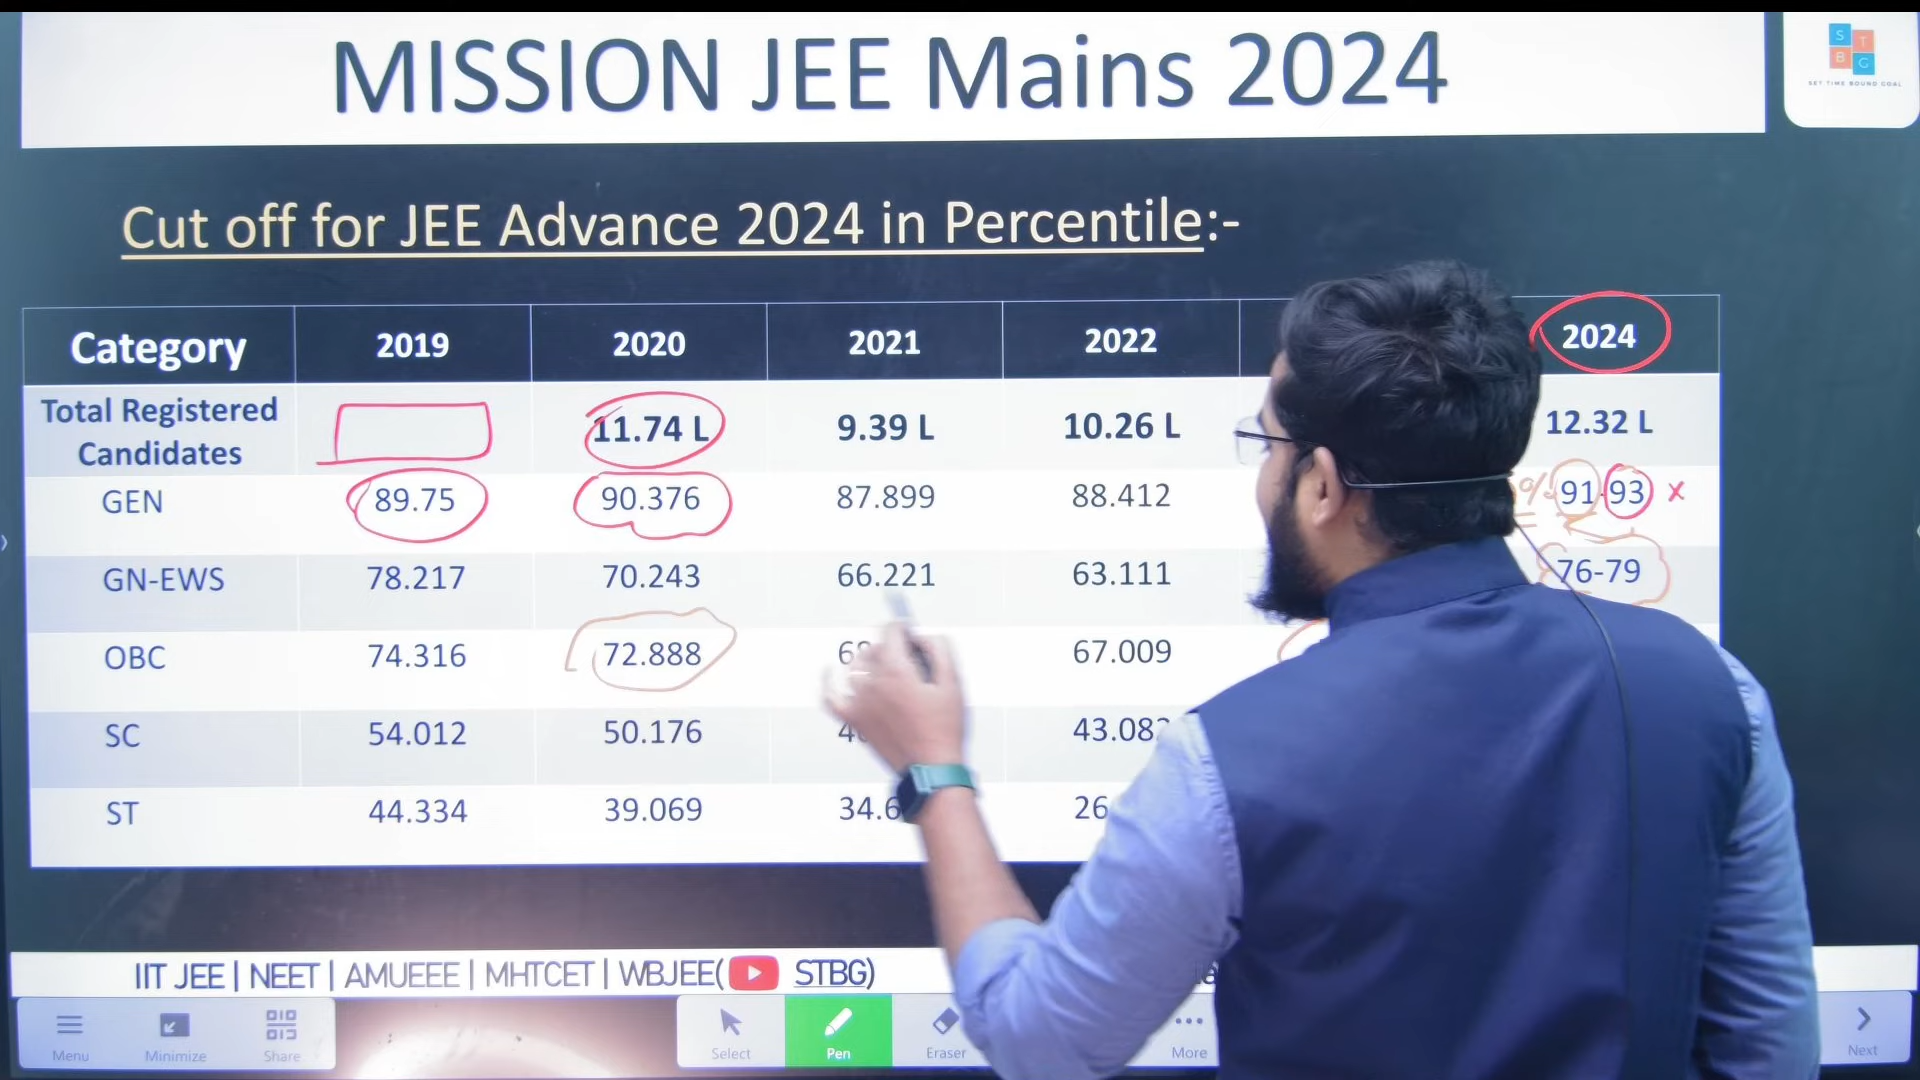 MISSION JEE Mains 2024
S T
B G
SET TIME BOUND GOAL
Cut off for JEE Advance 2024 in Percentile:-
Category 2019 2020 2021 2022 2024
Total Registered Candidates 11.74 L 9.39 L 10.26 L 12.32 L
GEN 89.75 90.376 87.899 88.412 91-93 x
GN-EWS 78.217 70.243 66.221 63.111 76-79
OBC 74.316 72.888 67.009
SC 54.012 50.176
ST 44.334 39.069
IIT JEE | NEET | AMUEEE | MHTCET | WBJEE( STBG)
Menu Minimize Share Select Pen Eraser More Next